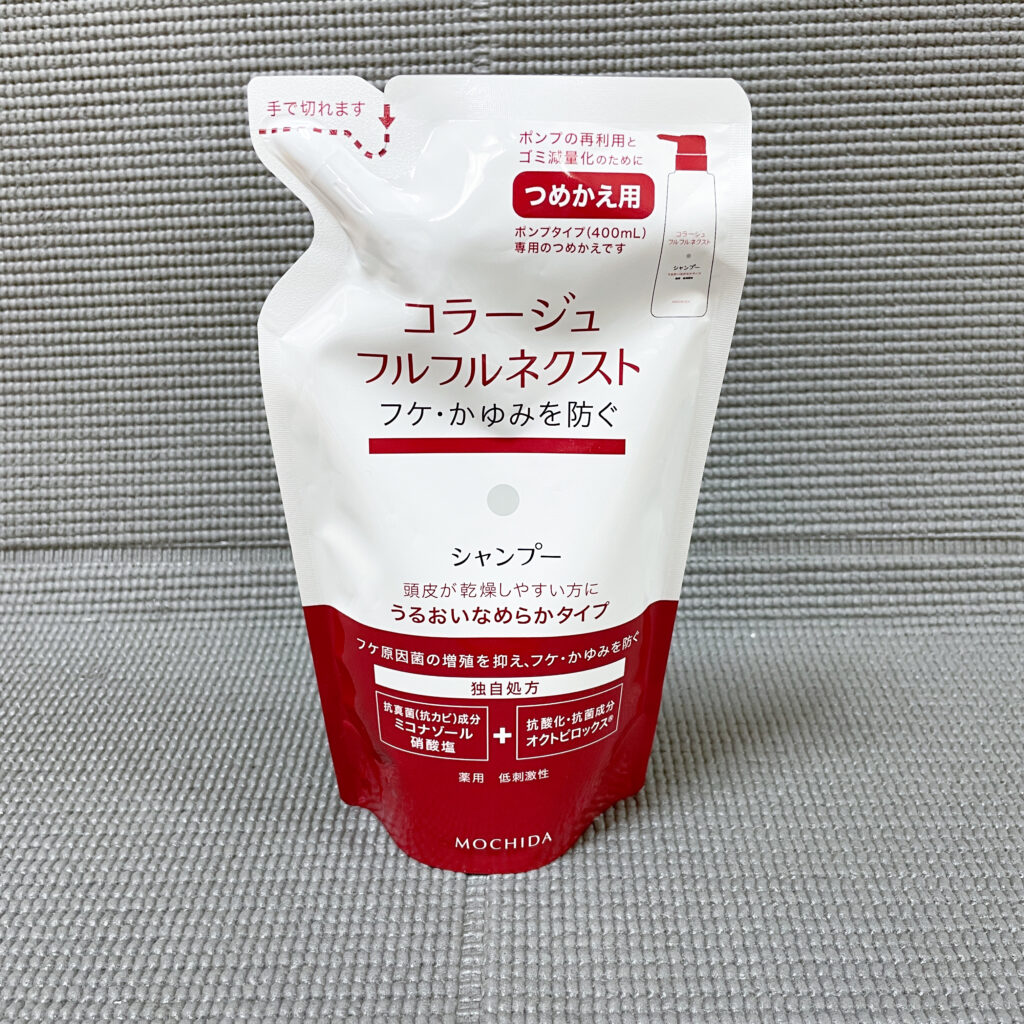 手で切れます
ポンプの再利用と
ゴミ減量化のために
つめかえ用
ポンプタイプ(400mL)
専用のつめかえです
コラージュ
フルフルネクスト
シャンプー
コラージュ
フルフルネクスト
フケ・かゆみを防ぐ
シャンプー
頭皮が乾燥しやすい方に
うるおいなめらかタイプ
フケ原因菌の増殖を抑え、フケ・かゆみを防ぐ
独自処方
抗真菌(抗カビ)成分
ミコナゾール
硝酸塩
+
抗酸化・抗菌成分
オクトピロックス®
薬用 低刺激性
MOCHIDA